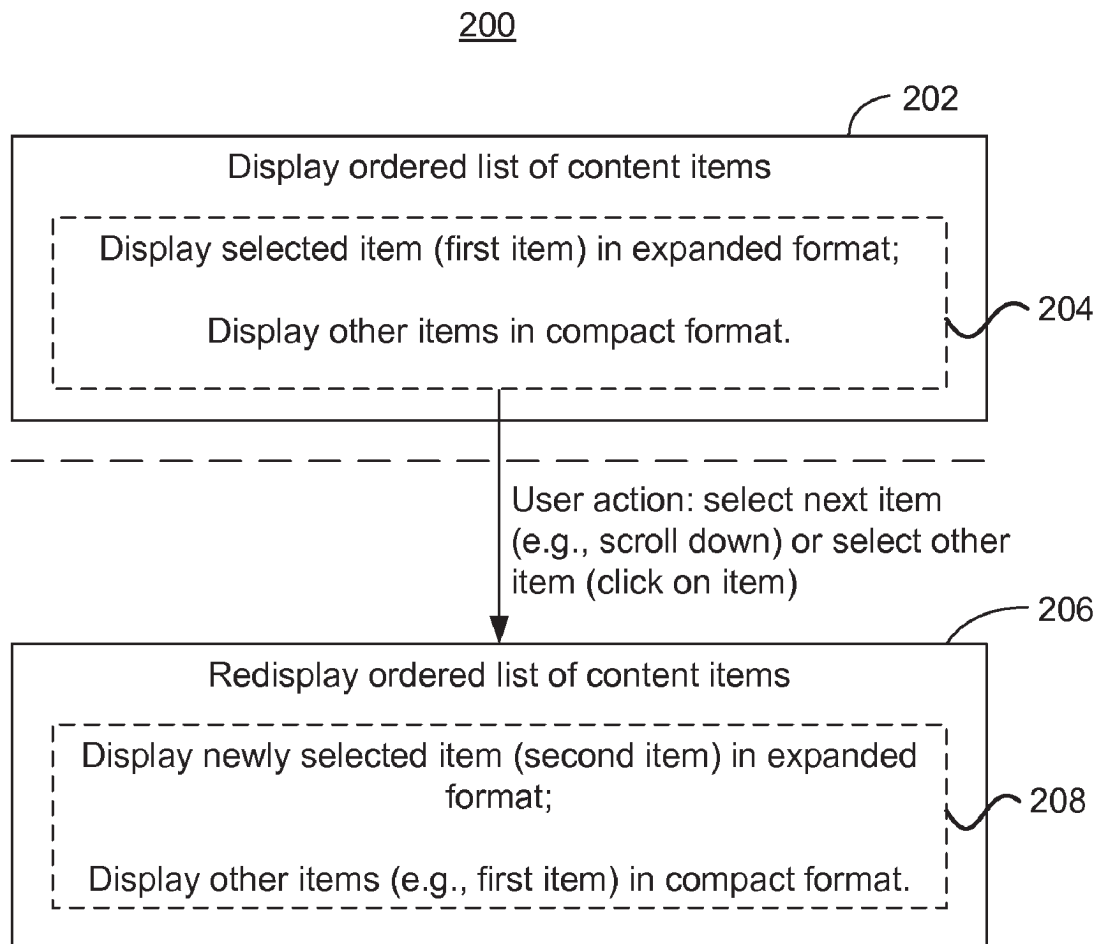 200
202
Display ordered list of content items
Display selected item (first item) in expanded format;
204
Display other items in compact format.
User action: select next item
(e.g., scroll down) or select other
item (click on item)
206
Redisplay ordered list of content items
Display newly selected item (second item) in expanded
format;
208
Display other items (e.g., first item) in compact format.